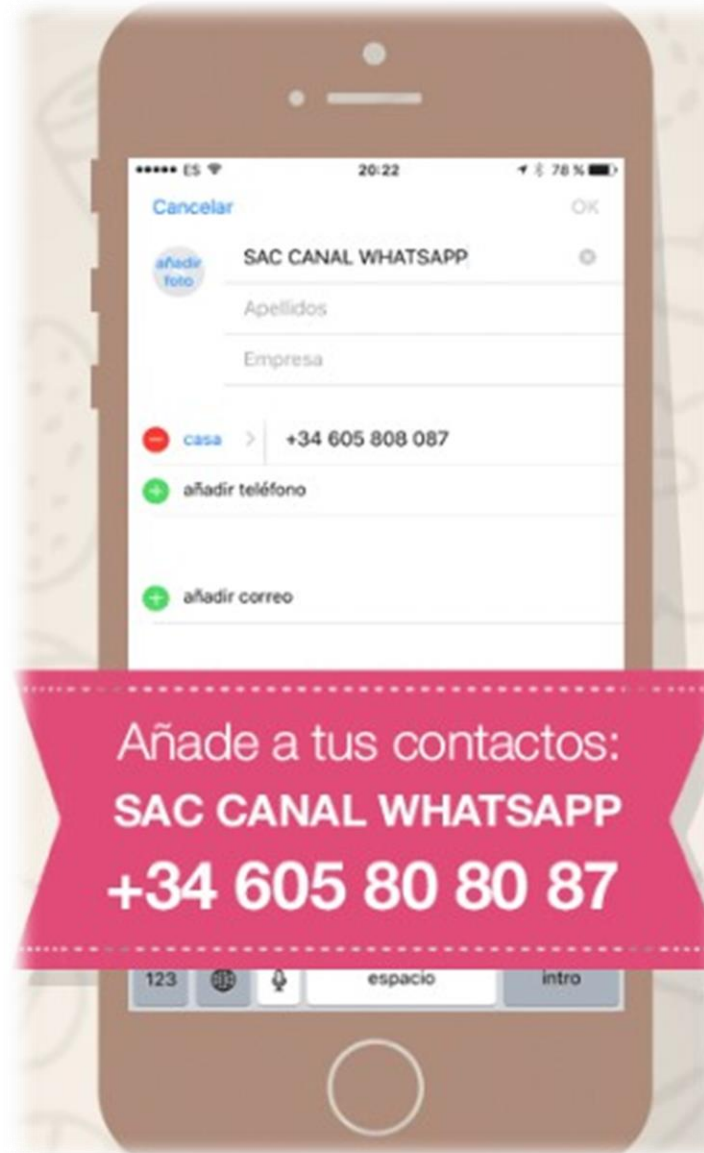 ES 20:22 78 %
Cancelar OK
añadir
foto
SAC CANAL WHATSAPP
Apellidos
Empresa
casa +34 605 808 087
añadir teléfono
añadir correo
Añade a tus contactos:
SAC CANAL WHATSAPP
+34 605 80 80 87
123 espacio intro